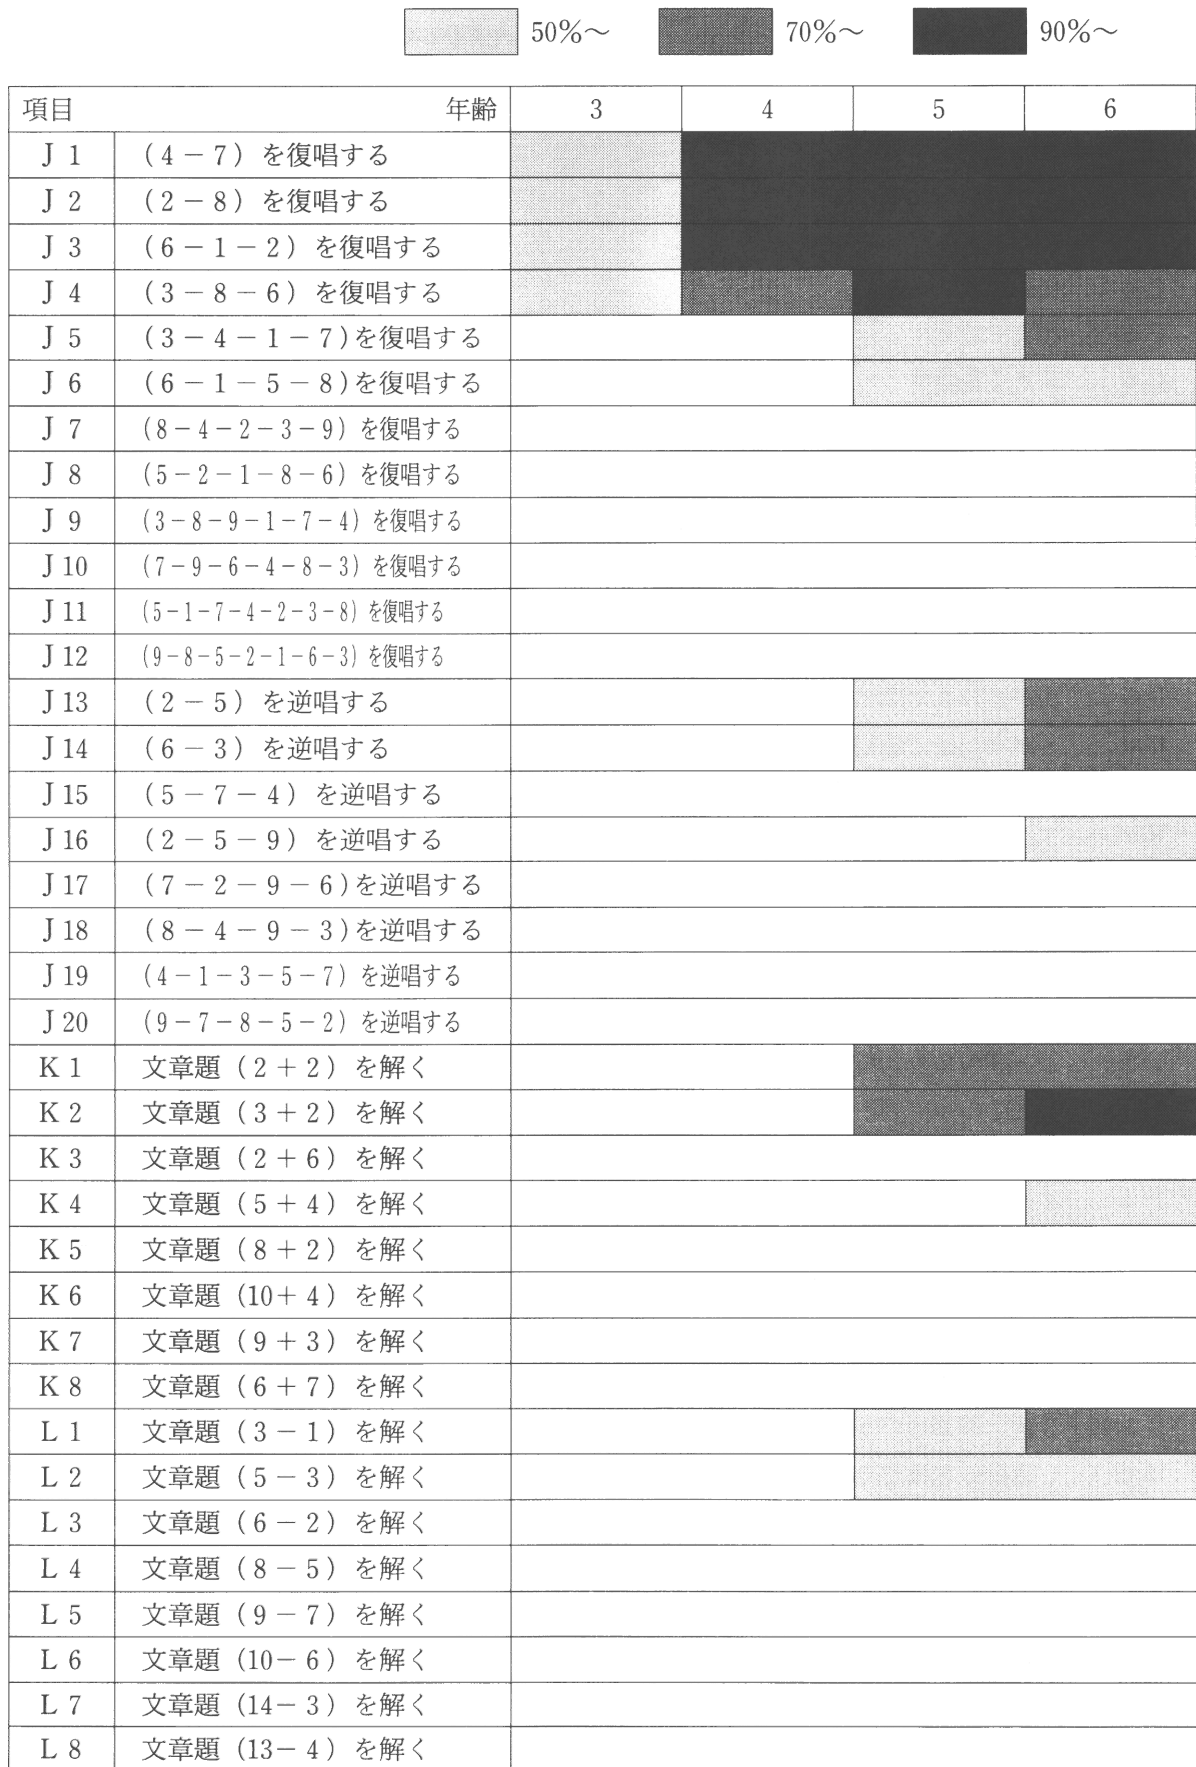 50%～ 70%～ 90%～
項目 年齢 3 4 5 6
J 1 (4－7) を復唱する
J 2 (2－8) を復唱する
J 3 (6－1－2) を復唱する
J 4 (3－8－6) を復唱する
J 5 (3－4－1－7)を復唱する
J 6 (6－1－5－8)を復唱する
J 7 (8－4－2－3－9) を復唱する
J 8 (5－2－1－8－6) を復唱する
J 9 (3－8－9－1－7－4) を復唱する
J 10 (7－9－6－4－8－3) を復唱する
J 11 (5－1－7－4－2－3－8) を復唱する
J 12 (9－8－5－2－1－6－3) を復唱する
J 13 (2－5) を逆唱する
J 14 (6－3) を逆唱する
J 15 (5－7－4) を逆唱する
J 16 (2－5－9) を逆唱する
J 17 (7－2－9－6)を逆唱する
J 18 (8－4－9－3)を逆唱する
J 19 (4－1－3－5－7) を逆唱する
J 20 (9－7－8－5－2) を逆唱する
K 1 文章題 (2＋2) を解く
K 2 文章題 (3＋2) を解く
K 3 文章題 (2＋6) を解く
K 4 文章題 (5＋4) を解く
K 5 文章題 (8＋2) を解く
K 6 文章題 (10＋4) を解く
K 7 文章題 (9＋3) を解く
K 8 文章題 (6＋7) を解く
L 1 文章題 (3－1) を解く
L 2 文章題 (5－3) を解く
L 3 文章題 (6－2) を解く
L 4 文章題 (8－5) を解く
L 5 文章題 (9－7) を解く
L 6 文章題 (10－6) を解く
L 7 文章題 (14－3) を解く
L 8 文章題 (13－4) を解く